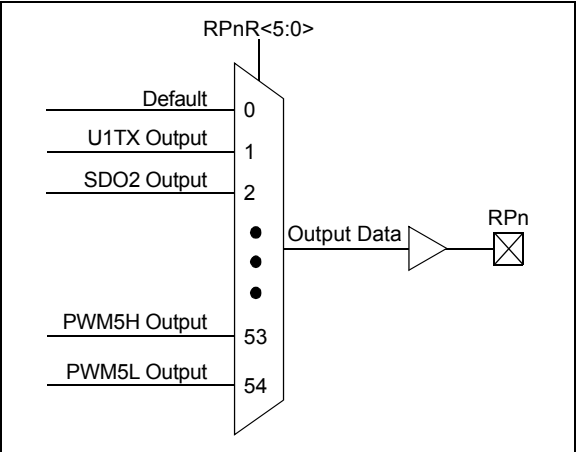 RPnR<5:0>
Default
0
U1TX Output
1
SDO2 Output
2
Output Data
RPn
PWM5H Output
53
PWM5L Output
54